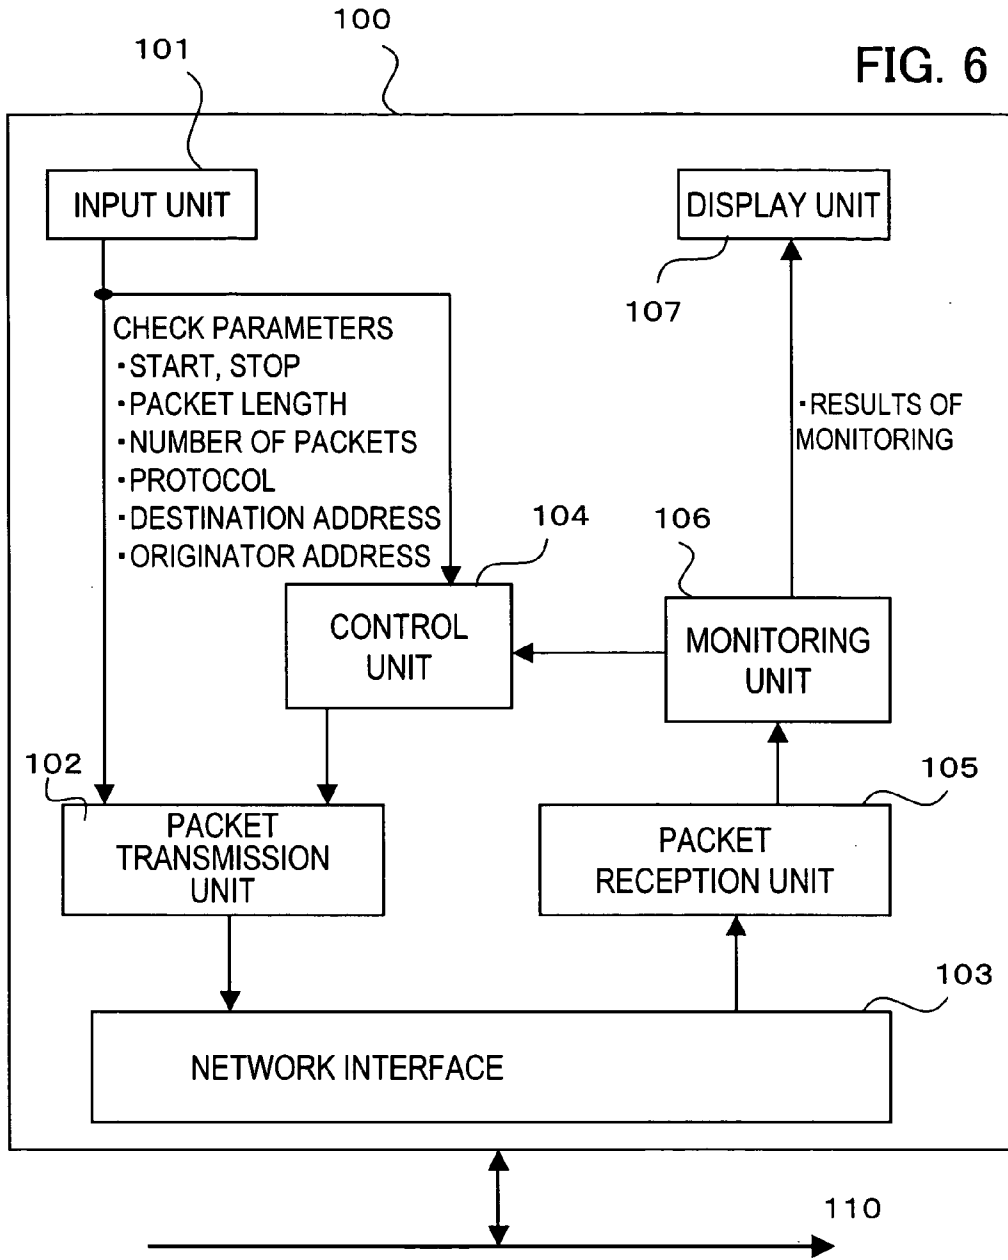 100
101
FIG. 6
INPUT UNIT
DISPLAY UNIT
107
CHECK PARAMETERS
・START, STOP
・PACKET LENGTH
・NUMBER OF PACKETS
・PROTOCOL
・DESTINATION ADDRESS
・ORIGINATOR ADDRESS
・RESULTS OF
MONITORING
104
106
CONTROL
UNIT
MONITORING
UNIT
102
105
PACKET
TRANSMISSION
UNIT
PACKET
RECEPTION UNIT
103
NETWORK INTERFACE
110